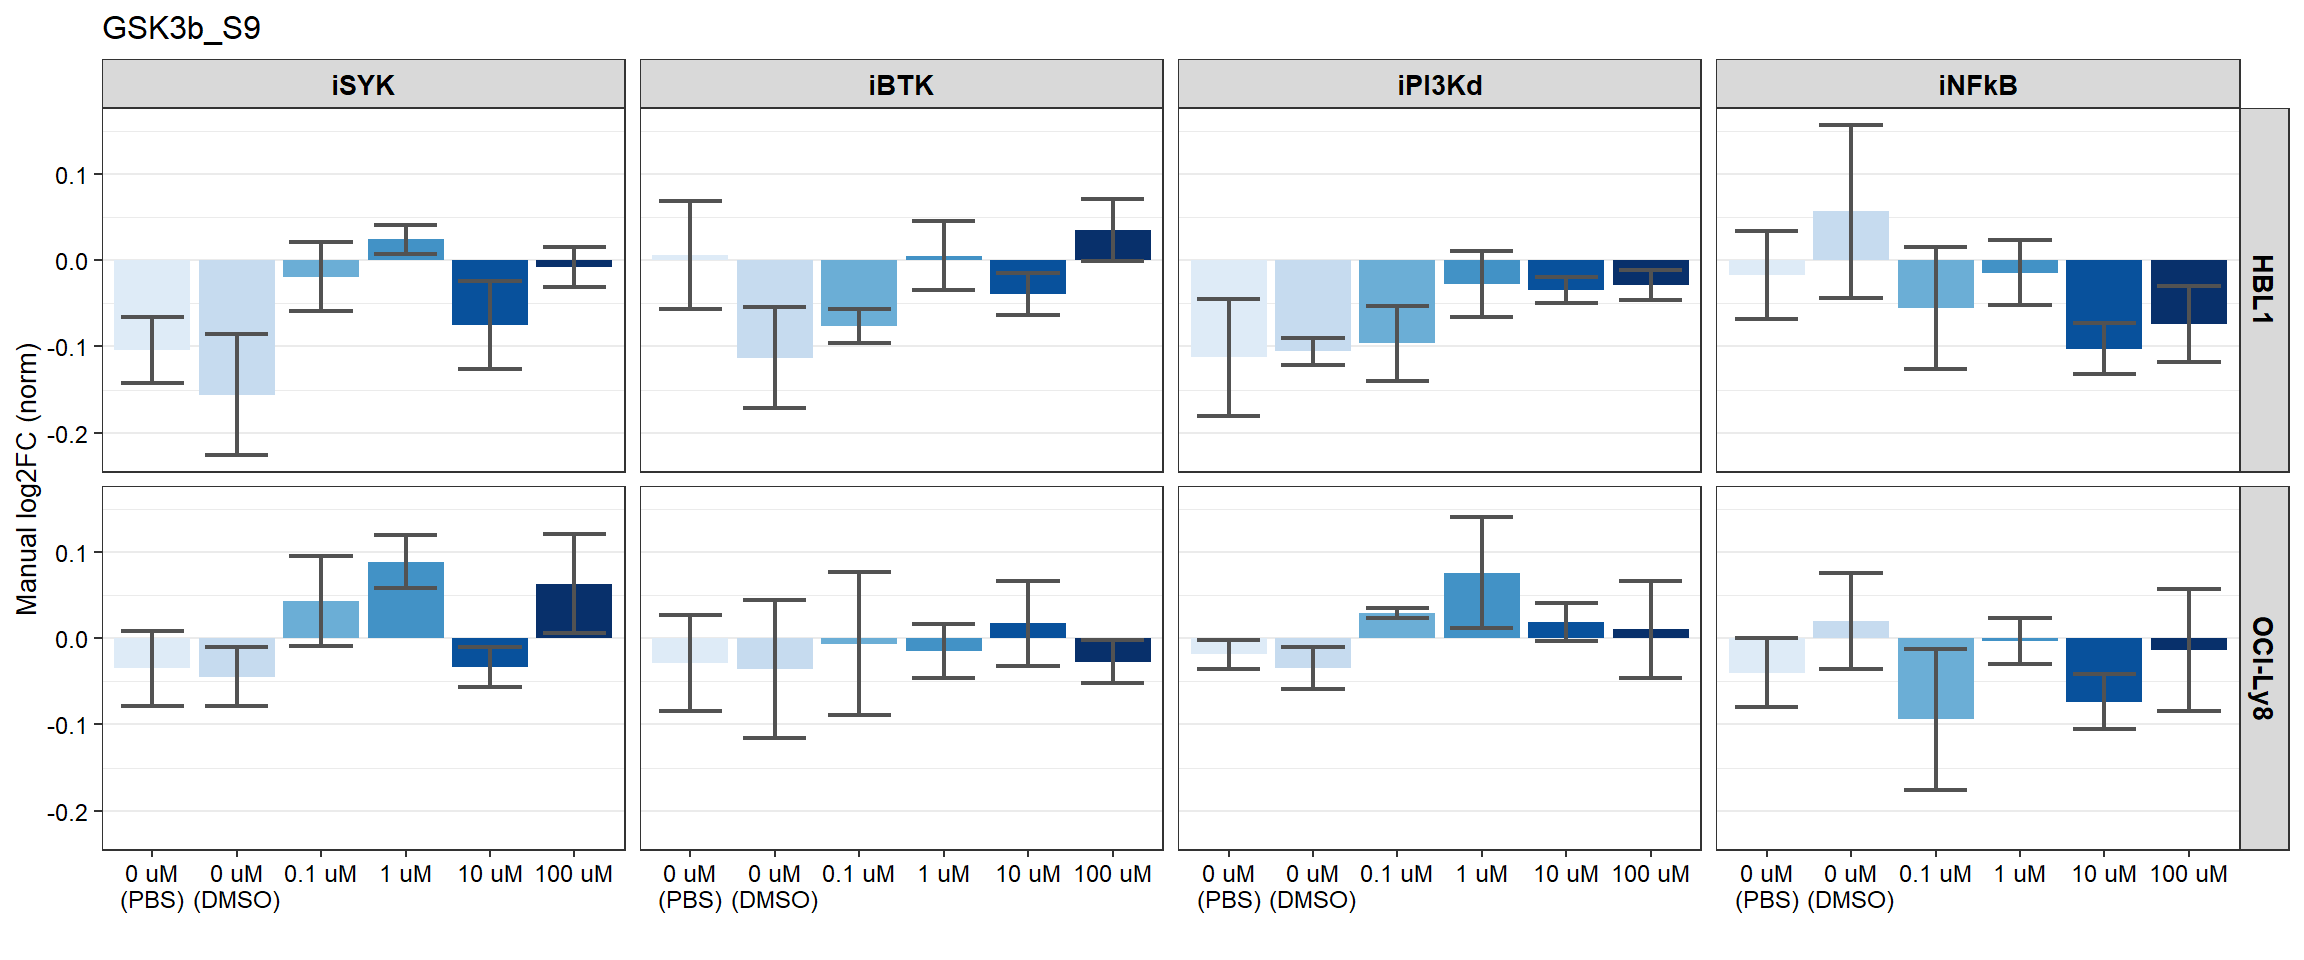 GSK3b_S9
iSYK
iBTK
iPI3Kd
iNFkB
Manual log2FC (norm)
0.1
0.0
-0.1
-0.2
HBL1
0.1
0.0
-0.1
-0.2
OCI-Ly8
0 uM 0 uM 0.1 uM 1 uM 10 uM 100 uM
(PBS) (DMSO)
0 uM 0 uM 0.1 uM 1 uM 10 uM 100 uM
(PBS) (DMSO)
0 uM 0 uM 0.1 uM 1 uM 10 uM 100 uM
(PBS) (DMSO)
0 uM 0 uM 0.1 uM 1 uM 10 uM 100 uM
(PBS) (DMSO)